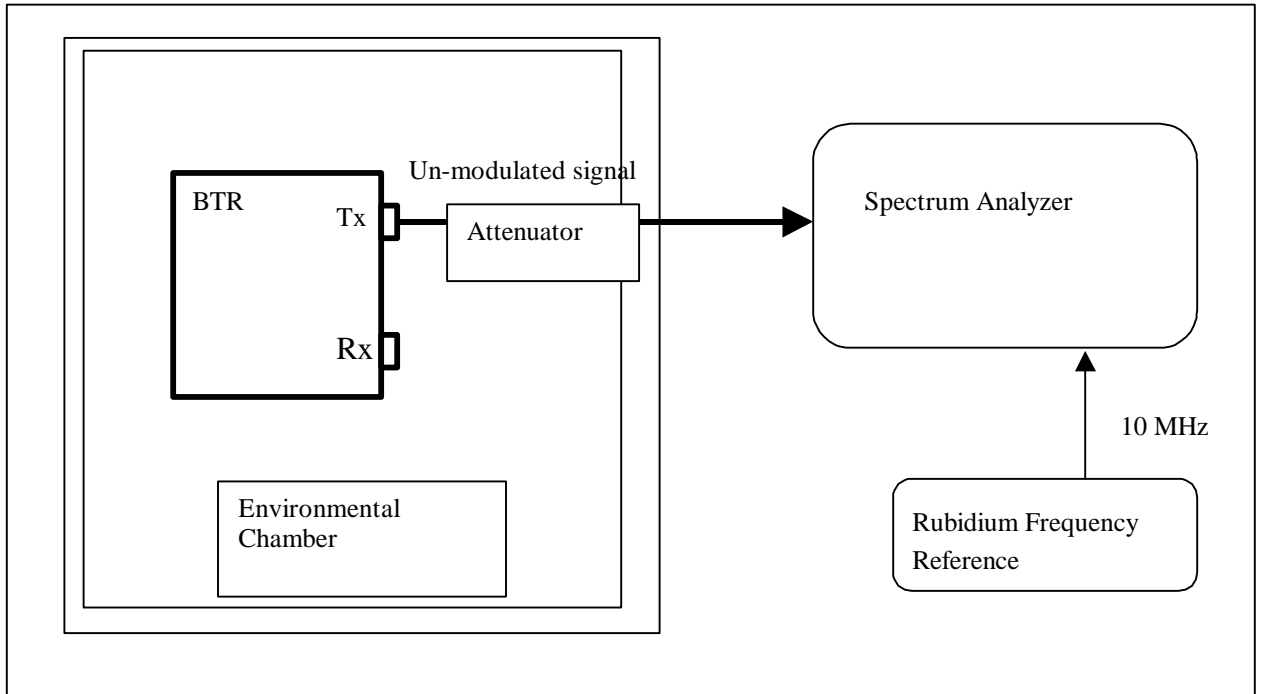 Un-modulated signal
BTR
Tx
Attenuator
Spectrum Analyzer
Rx
10 MHz
Environmental
Chamber
Rubidium Frequency
Reference